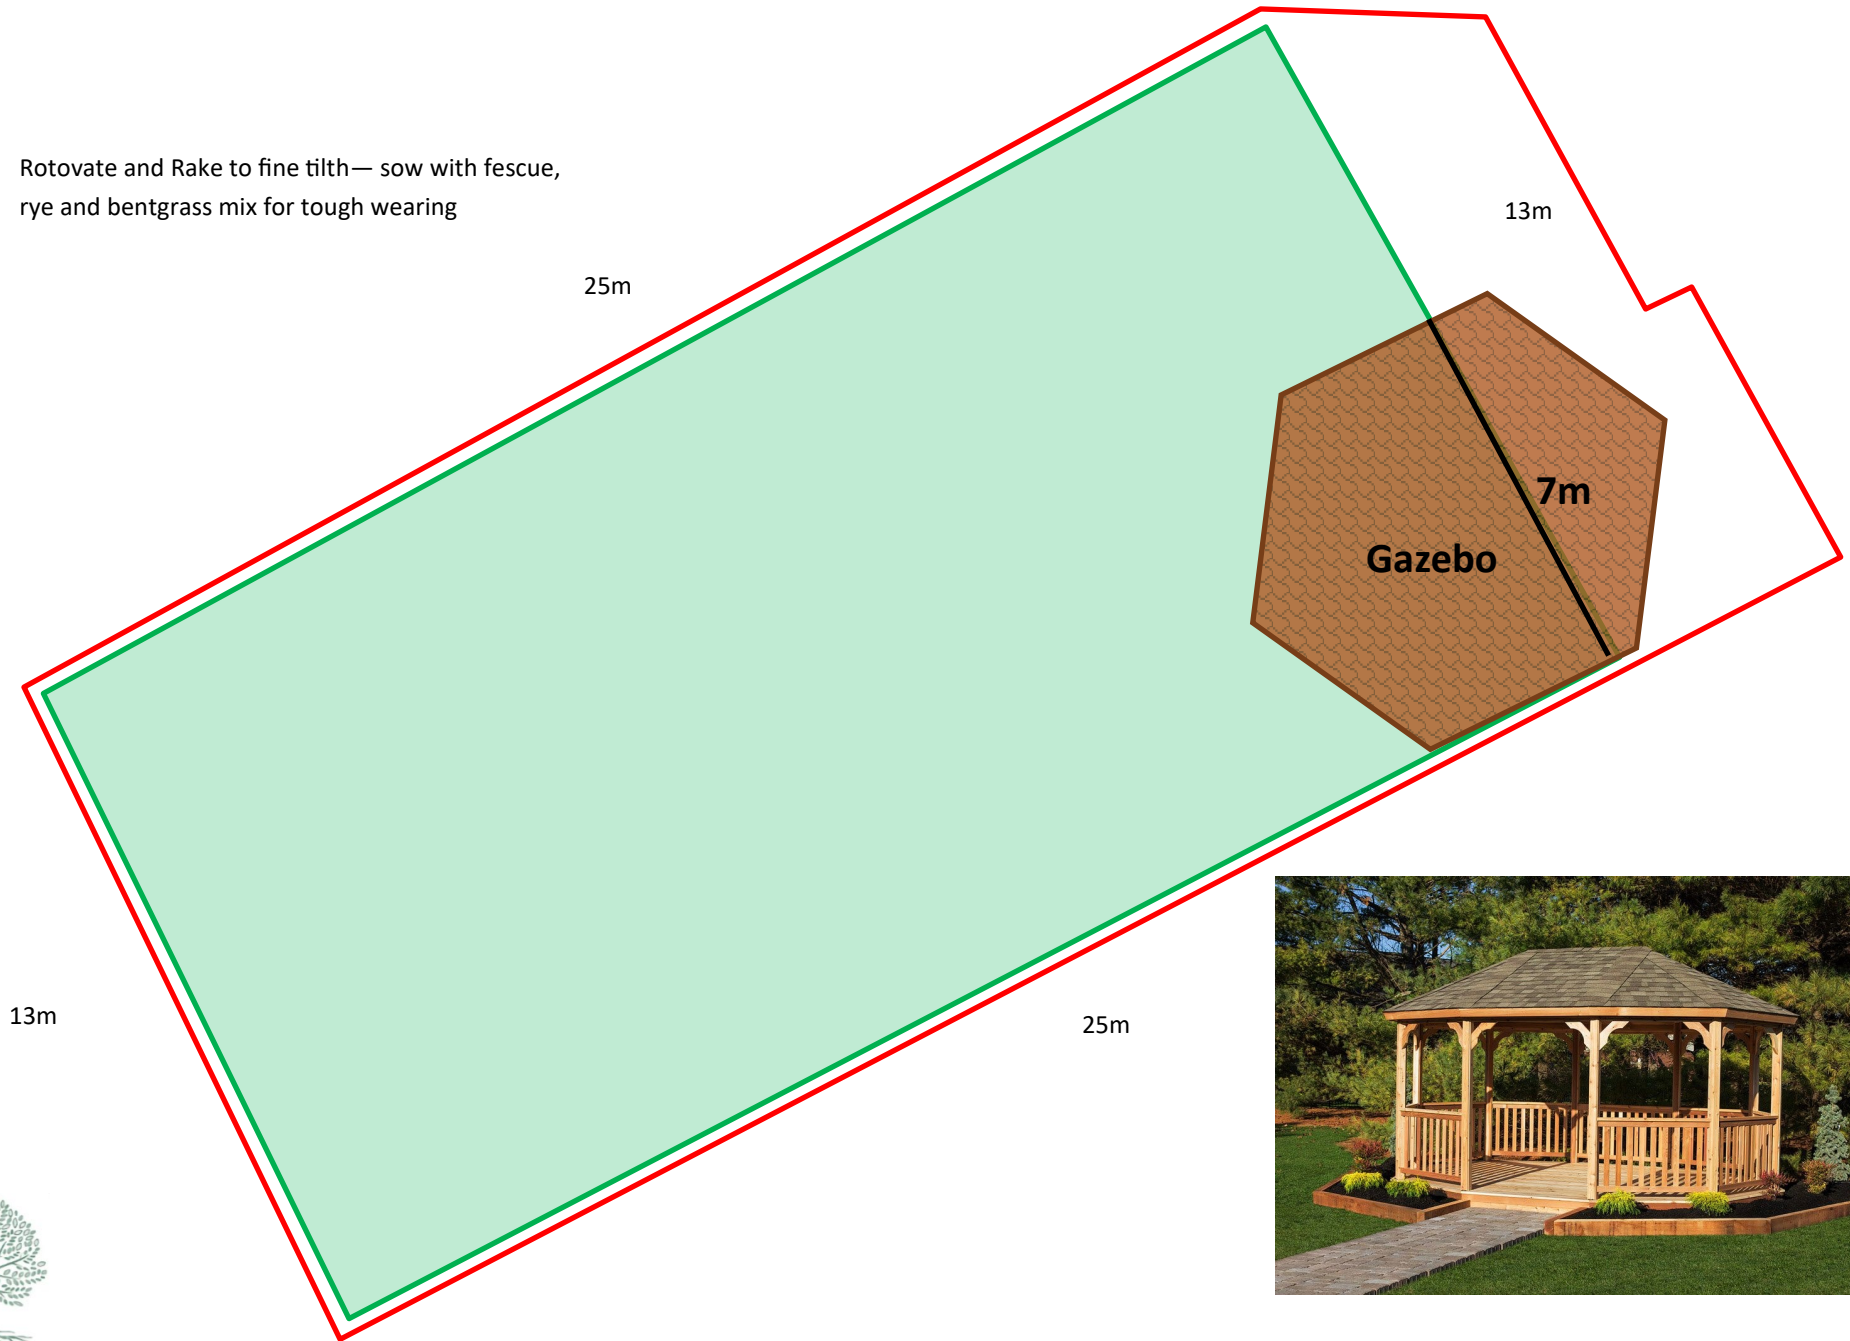 Rotovate and Rake to fine tilth— sow with fescue,
rye and bentgrass mix for tough wearing
13m
25m
7m
Gazebo
13m
25m